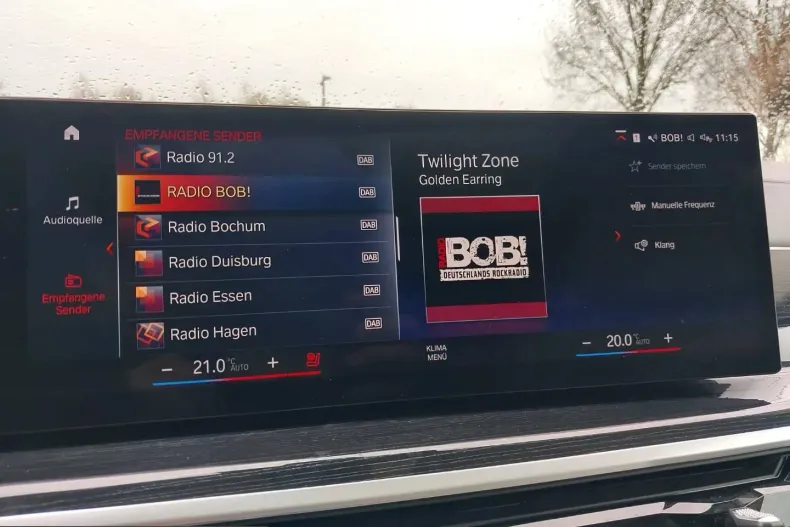 EMPFANGENE SENDER
Radio 91.2 DAB
RADIO BOB! DAB
Radio Bochum DAB
Radio Duisburg DAB
Radio Essen DAB
Radio Hagen DAB
Audioquelle
Empfangene
Sender
Twilight Zone
Golden Earring
RADIO BOB!
DEUTSCHLANDS ROCKRADIO
BOB! 11:15
Sender speichern
Manuelle Frequenz
Klang
- 21.0 °C AUTO +
KLIMA
MENÜ
- 20.0 °C AUTO +